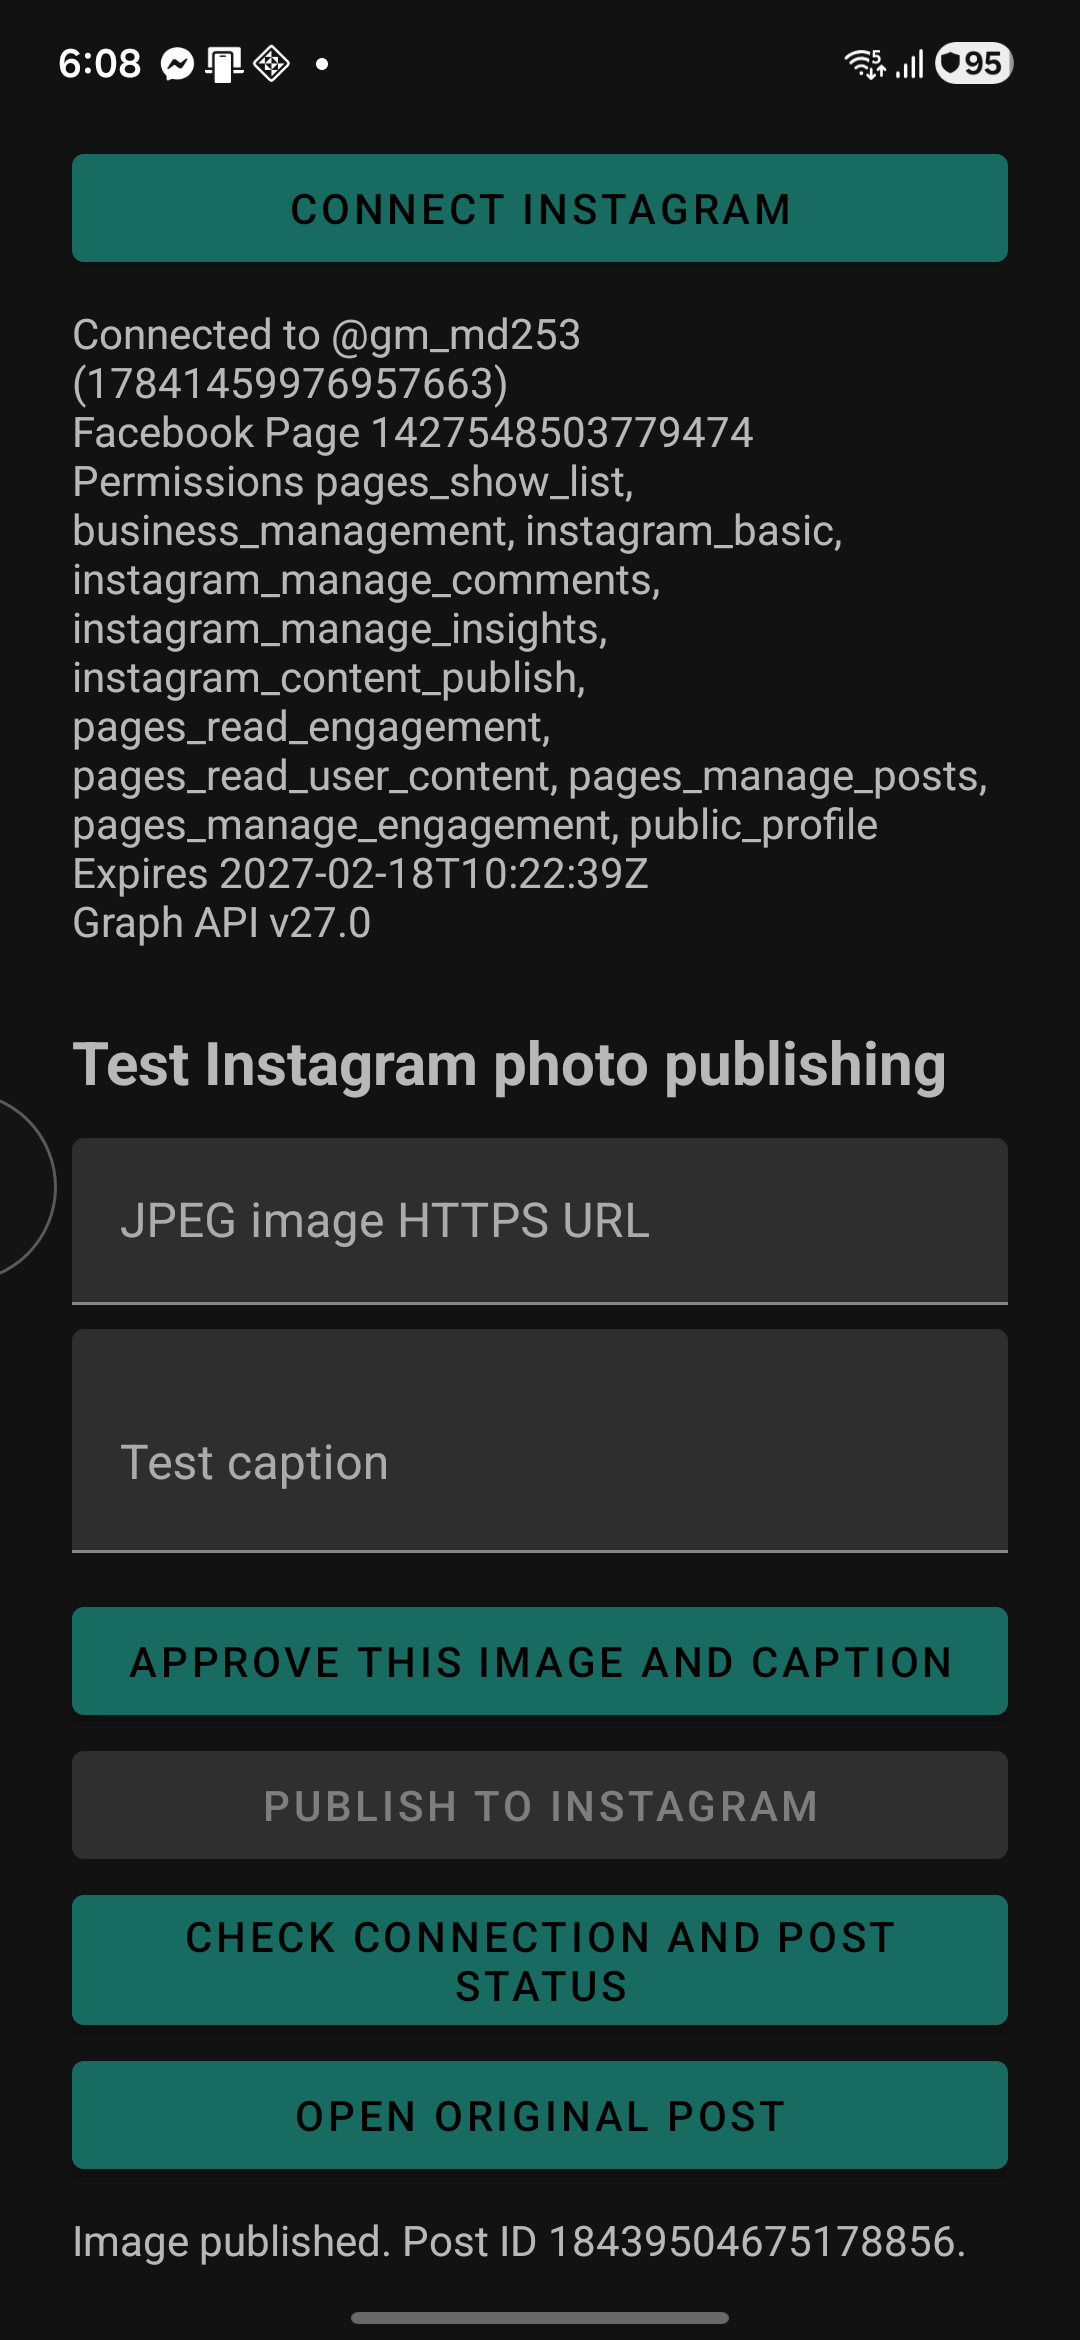 6:08
5
95
CONNECT INSTAGRAM
Connected to @gm_md253
(17841459976957663)
Facebook Page 1427548503779474
Permissions pages_show_list,
business_management, instagram_basic,
instagram_manage_comments,
instagram_manage_insights,
instagram_content_publish,
pages_read_engagement,
pages_read_user_content, pages_manage_posts,
pages_manage_engagement, public_profile
Expires 2027-02-18T10:22:39Z
Graph API v27.0
Test Instagram photo publishing
JPEG image HTTPS URL
Test caption
APPROVE THIS IMAGE AND CAPTION
PUBLISH TO INSTAGRAM
CHECK CONNECTION AND POST
STATUS
OPEN ORIGINAL POST
Image published. Post ID 18439504675178856.